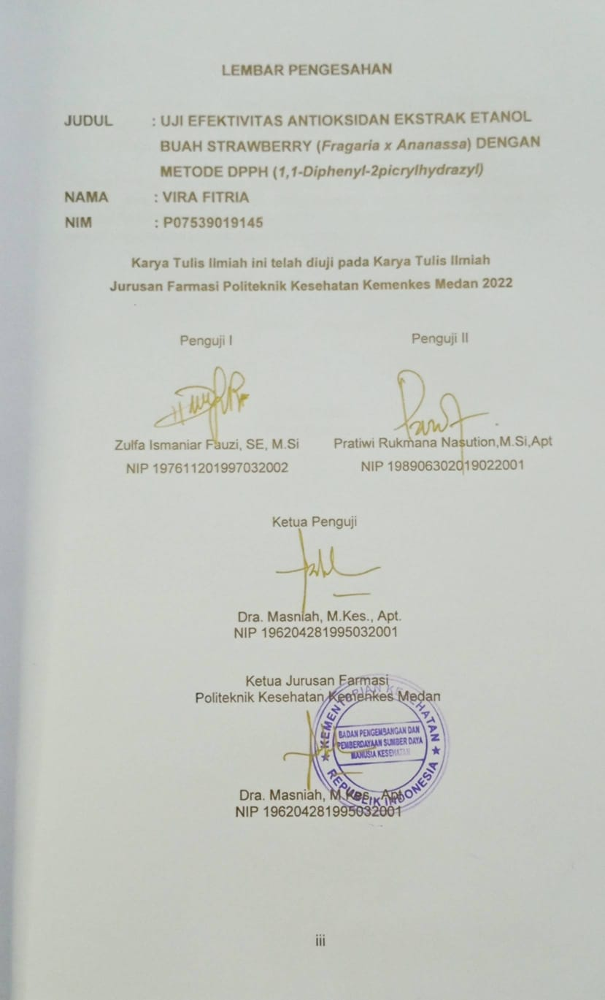 LEMBAR PENGESAHAN
JUDUL : UJI EFEKTIVITAS ANTIOKSIDAN EKSTRAK ETANOL
BUAH STRAWBERRY (Fragaria x Ananassa) DENGAN
METODE DPPH (1,1-Diphenyl-2picrylhydrazyl)
NAMA : VIRA FITRIA
NIM : P07539019145
Karya Tulis Ilmiah ini telah diuji pada Karya Tulis Ilmiah
Jurusan Farmasi Politeknik Kesehatan Kemenkes Medan 2022
Penguji I Penguji II
Zulfa Ismaniar Fauzi, SE, M.Si Pratiwi Rukmana Nasution,M.Si,Apt
NIP 197611201997032002 NIP 198906302019022001
Ketua Penguji
Dra. Masniah, M.Kes., Apt.
NIP 196204281995032001
Ketua Jurusan Farmasi
Politeknik Kesehatan Kemenkes Medan
KEMENTERIAN KESEHATAN
BADAN PENGEMBANGAN DAN
PEMBERDAYAAN SUMBER DAYA
MANUSIA KESEHATAN
REPUBLIK INDONESIA
Dra. Masniah, M.Kes., Apt
NIP 196204281995032001
iii